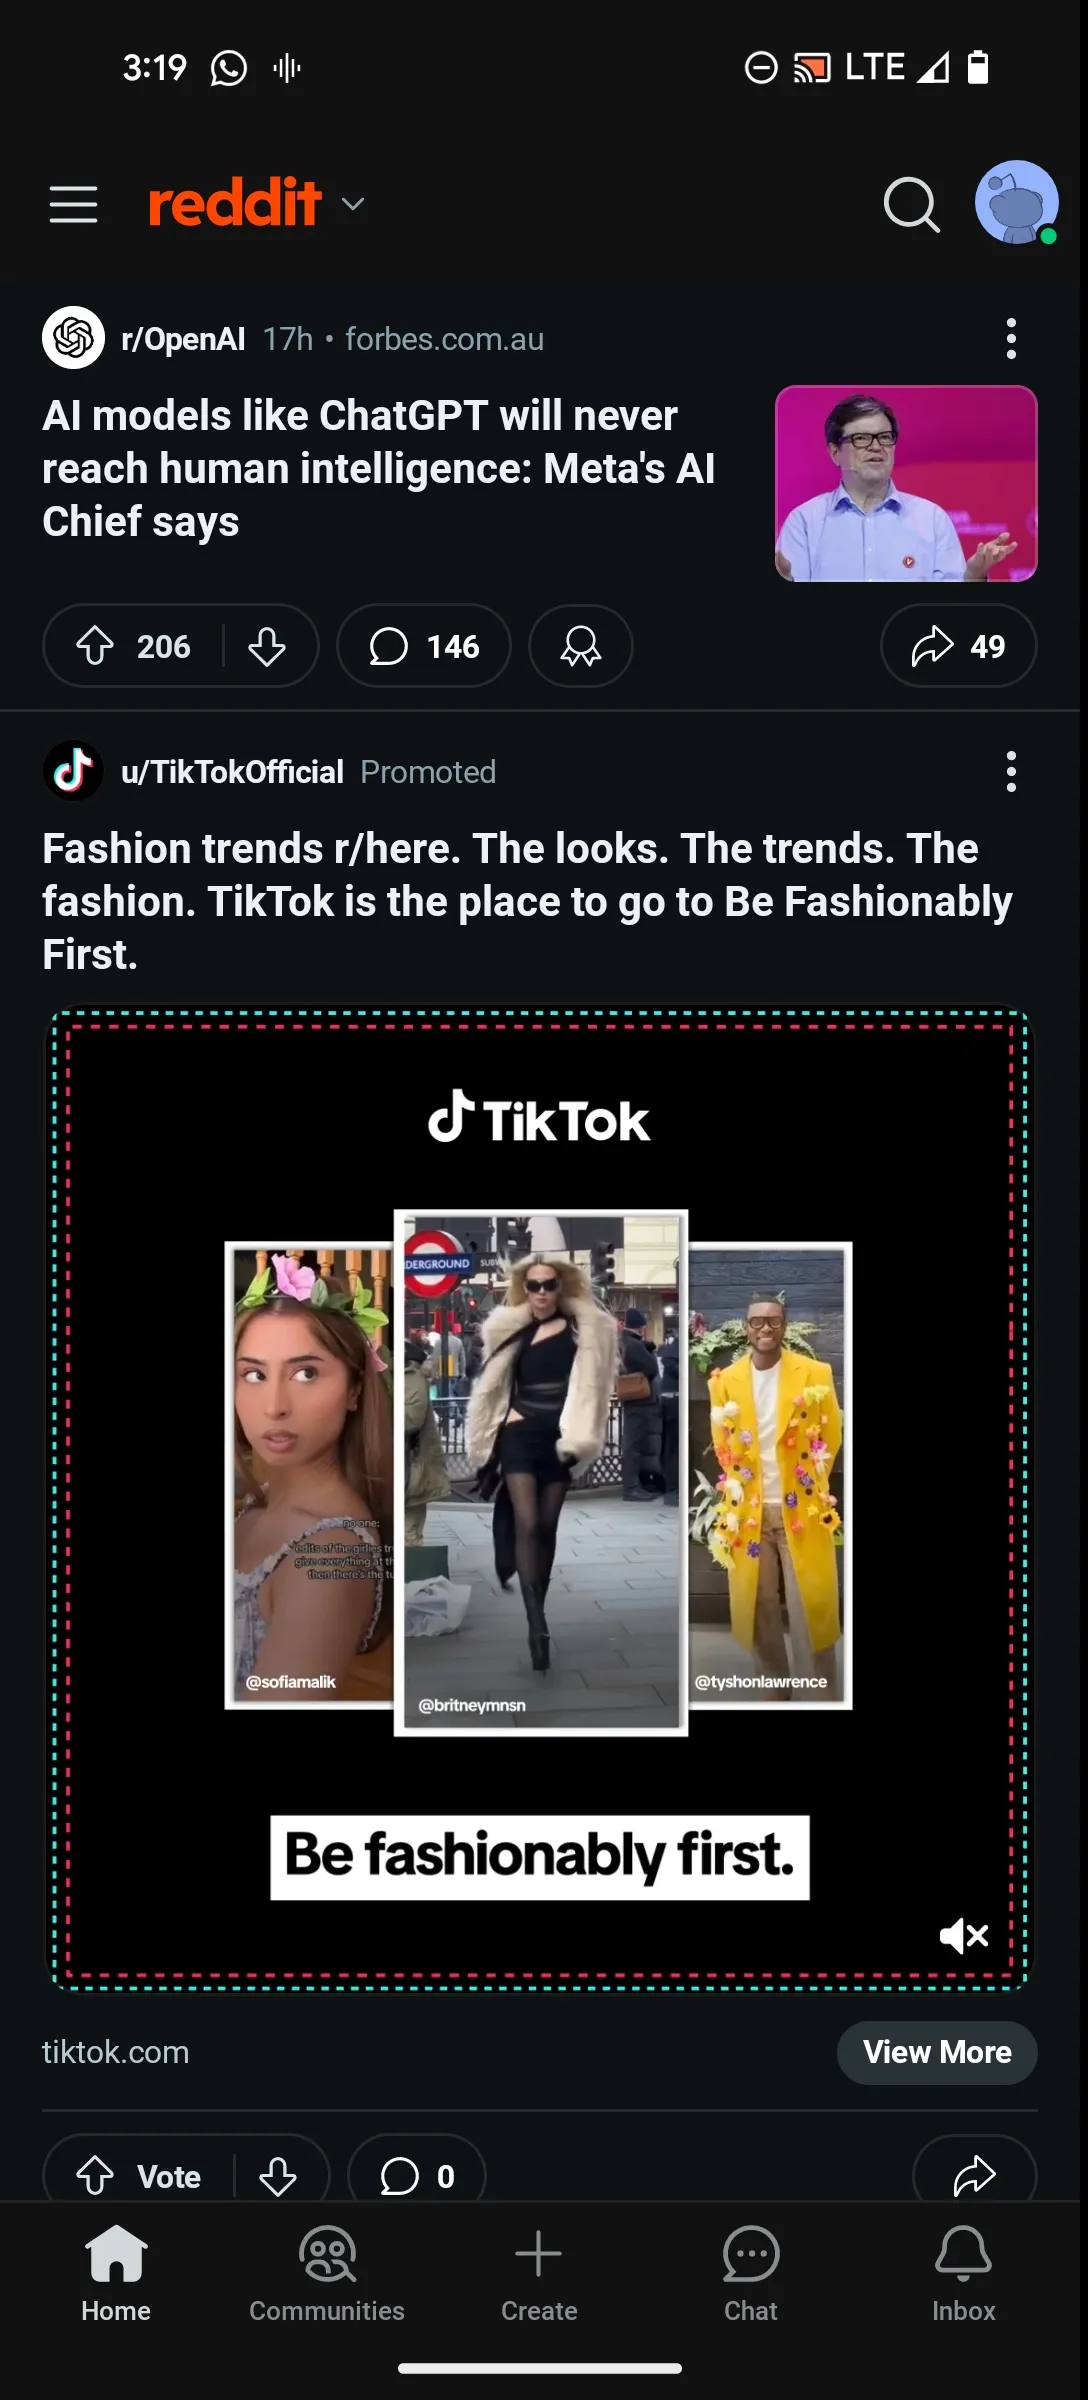 3:19
LTE
reddit
r/OpenAI 17h • forbes.com.au
AI models like ChatGPT will never
reach human intelligence: Meta's AI
Chief says
206
146
49
u/TikTokOfficial Promoted
Fashion trends r/here. The looks. The trends. The
fashion. TikTok is the place to go to Be Fashionably
First.
TikTok
DERGROUND
SUBW
no one:
edits of the girlies tr
give everything at th
then there's the tu
@sofiamalik
@britneymnsn
@tyshonlawrence
Be fashionably first.
tiktok.com
View More
Vote
0
Home
Communities
Create
Chat
Inbox